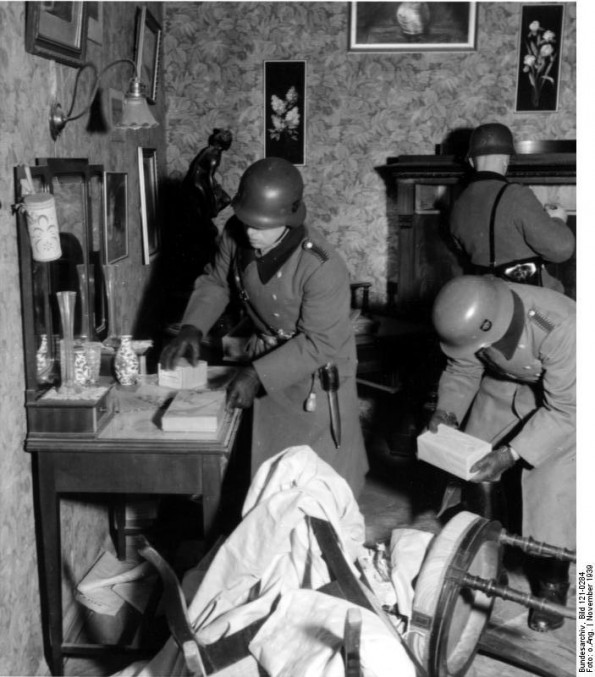 Bundesarchiv, Bild 121-0284
Foto: o.Ang. | November 1939